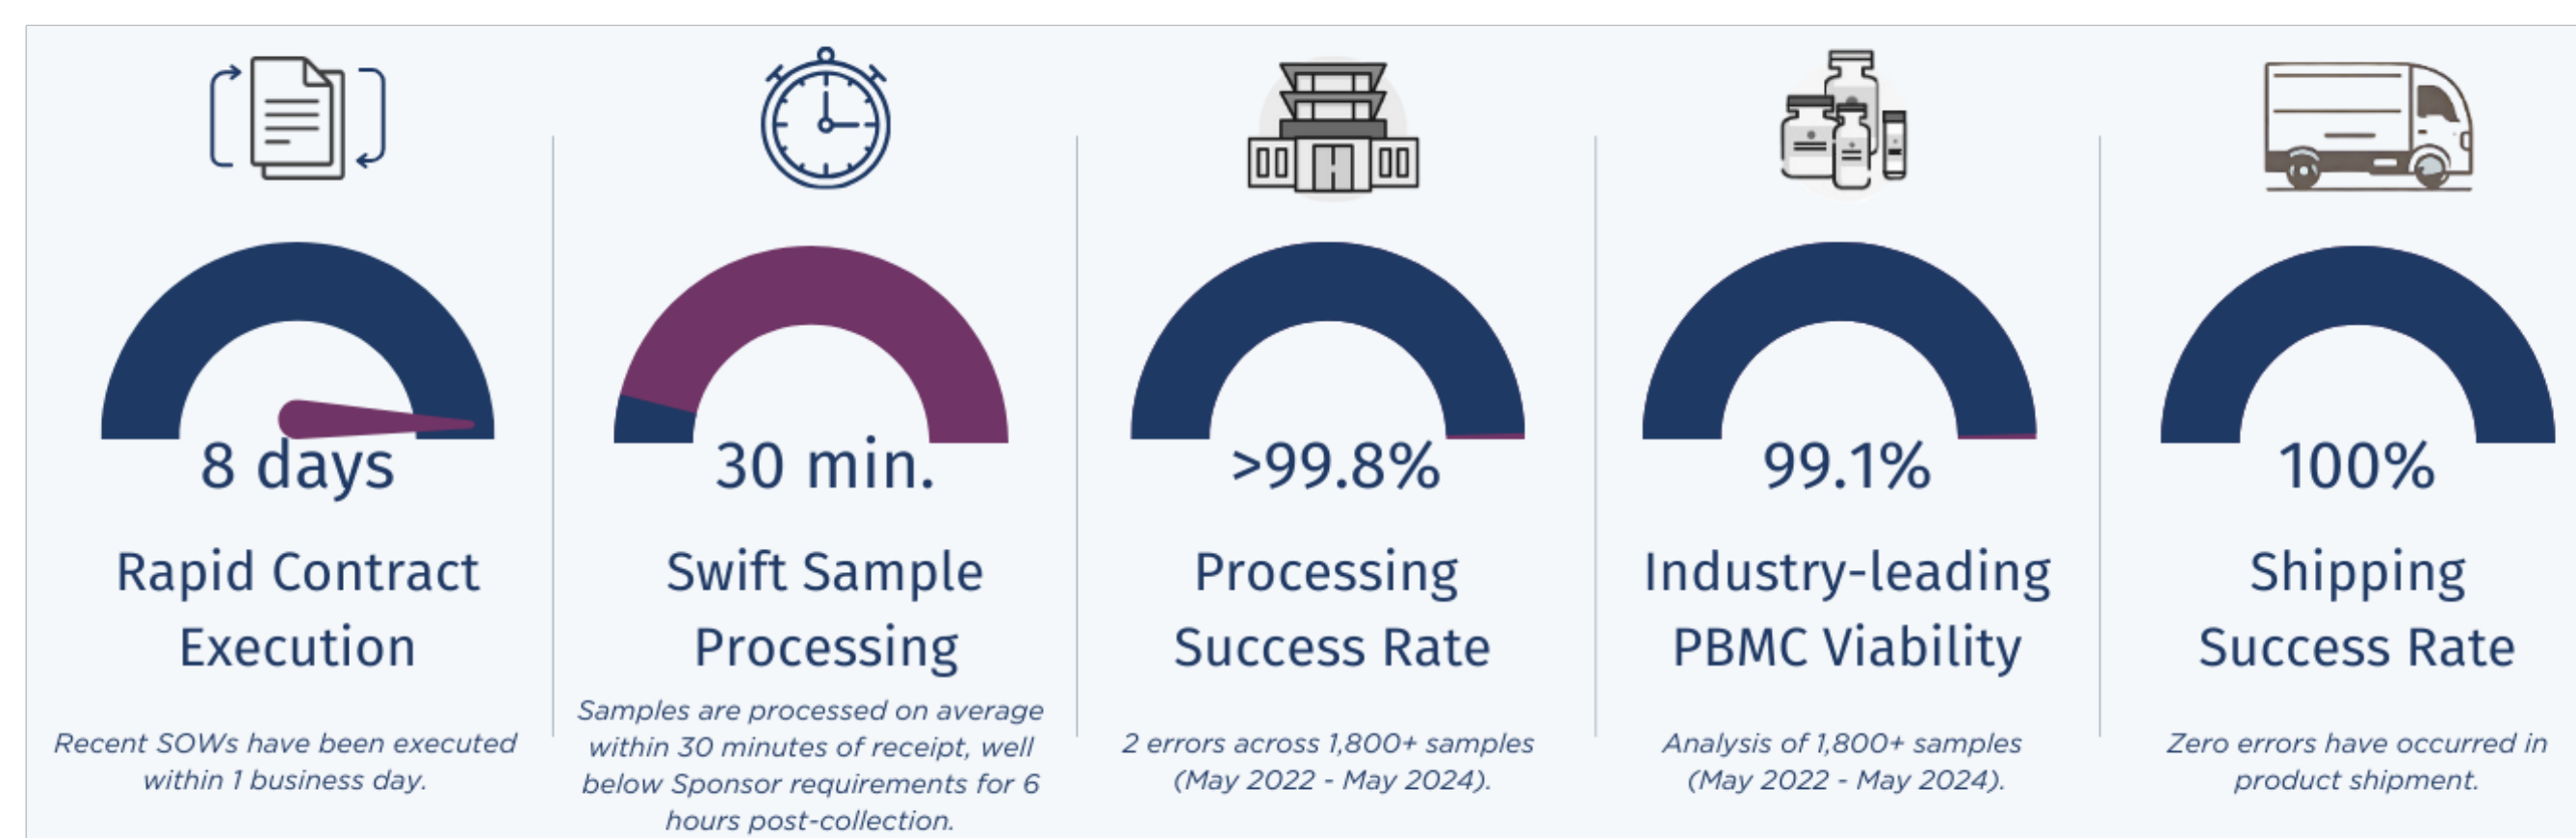 8 days
Rapid Contract
Execution
Recent SOWs have been executed
within 1 business day.
30 min.
Swift Sample
Processing
Samples are processed on average
within 30 minutes of receipt, well
below Sponsor requirements for 6
hours post-collection.
>99.8%
Processing
Success Rate
2 errors across 1,800+ samples
(May 2022 - May 2024).
99.1%
Industry-leading
PBMC Viability
Analysis of 1,800+ samples
(May 2022 - May 2024).
100%
Shipping
Success Rate
Zero errors have occurred in
product shipment.